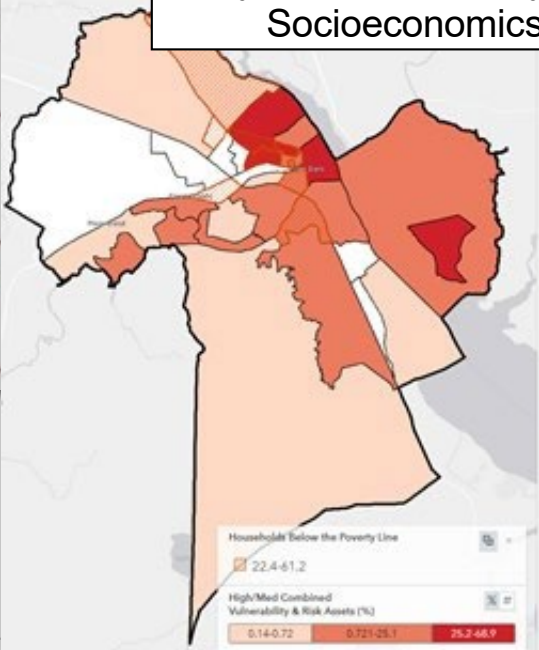 Socioeconomics
Households Below the Poverty Line
22.4-61.2
High/Med Combined
Vulnerability & Risk Assets (%)
0.14-0.72
0.721-25.1
25.2-68.9